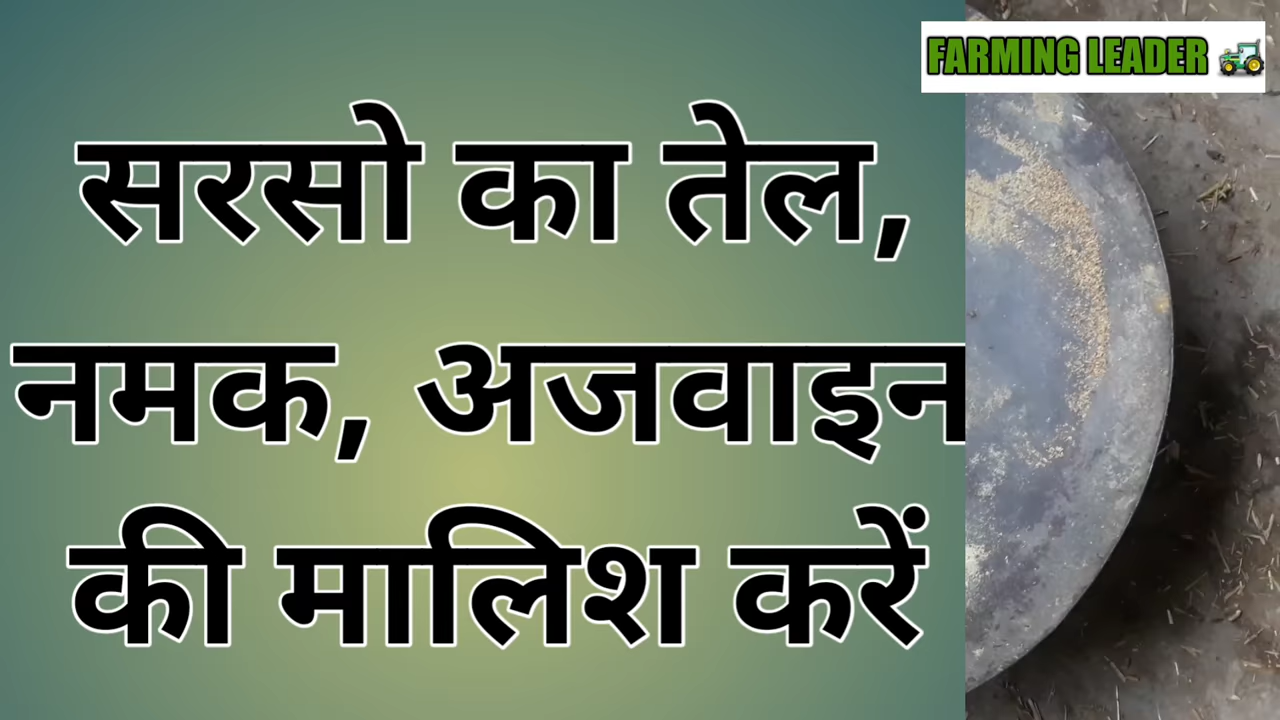 FARMING LEADER
सरसो का तेल,
नमक, अजवाइन
की मालिश करें